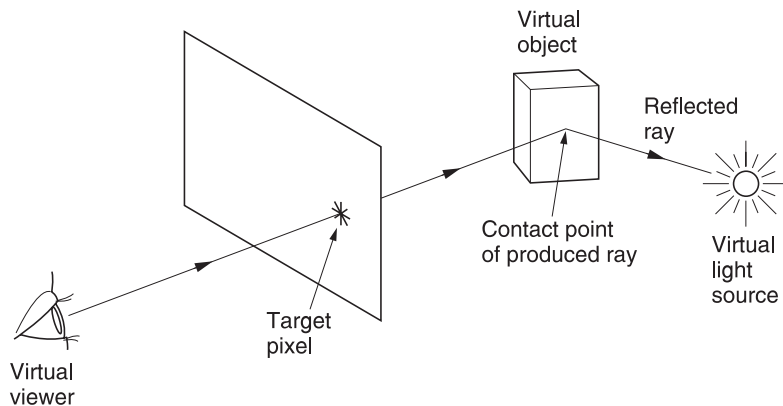 Virtual
object
Reflected
ray
Contact point
of produced ray
Virtual
light
source
Target
pixel
Virtual
viewer